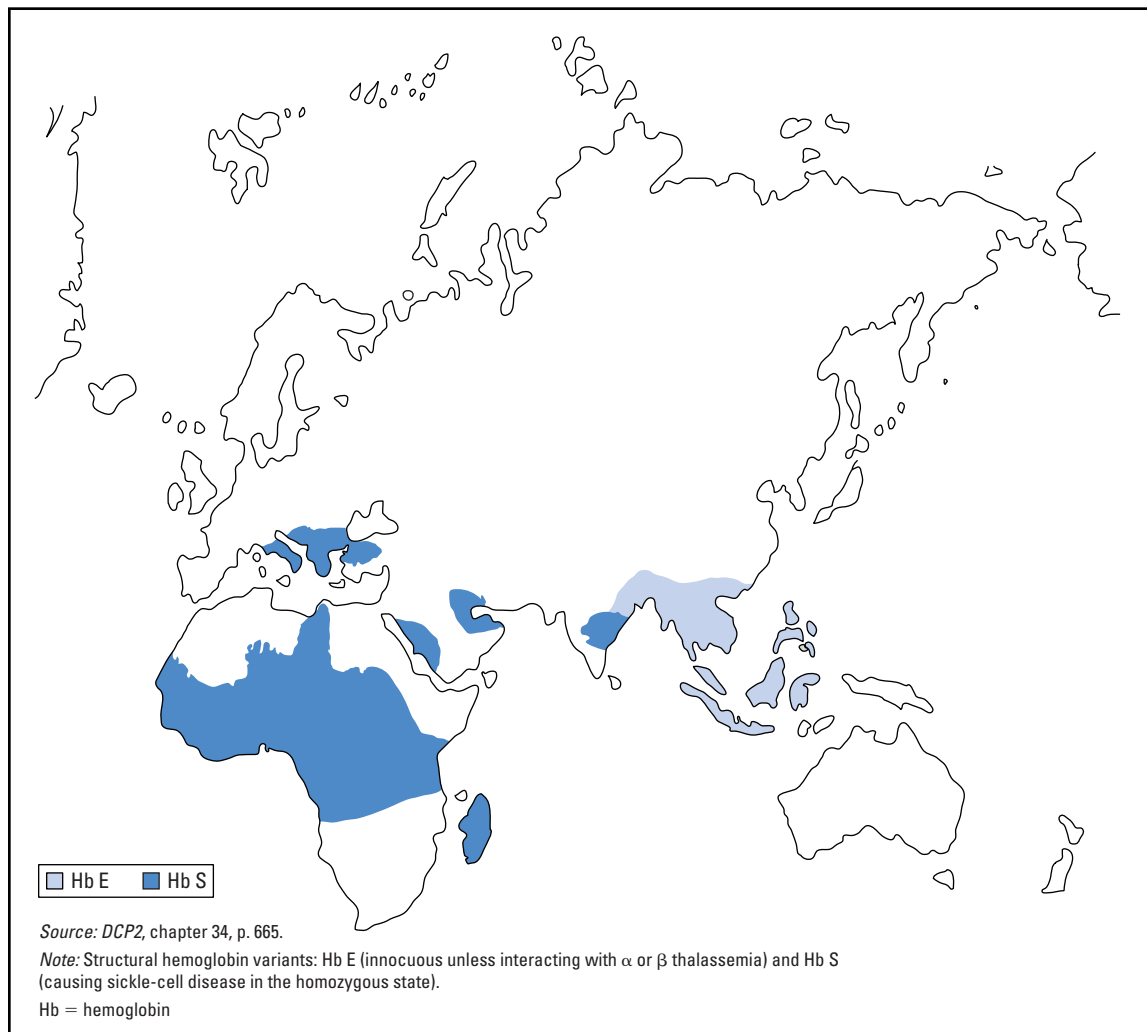 Hb E Hb S
Source: DCP2, chapter 34, p. 665.
Note: Structural hemoglobin variants: Hb E (innocuous unless interacting with α or β thalassemia) and Hb S
(causing sickle-cell disease in the homozygous state).
Hb = hemoglobin